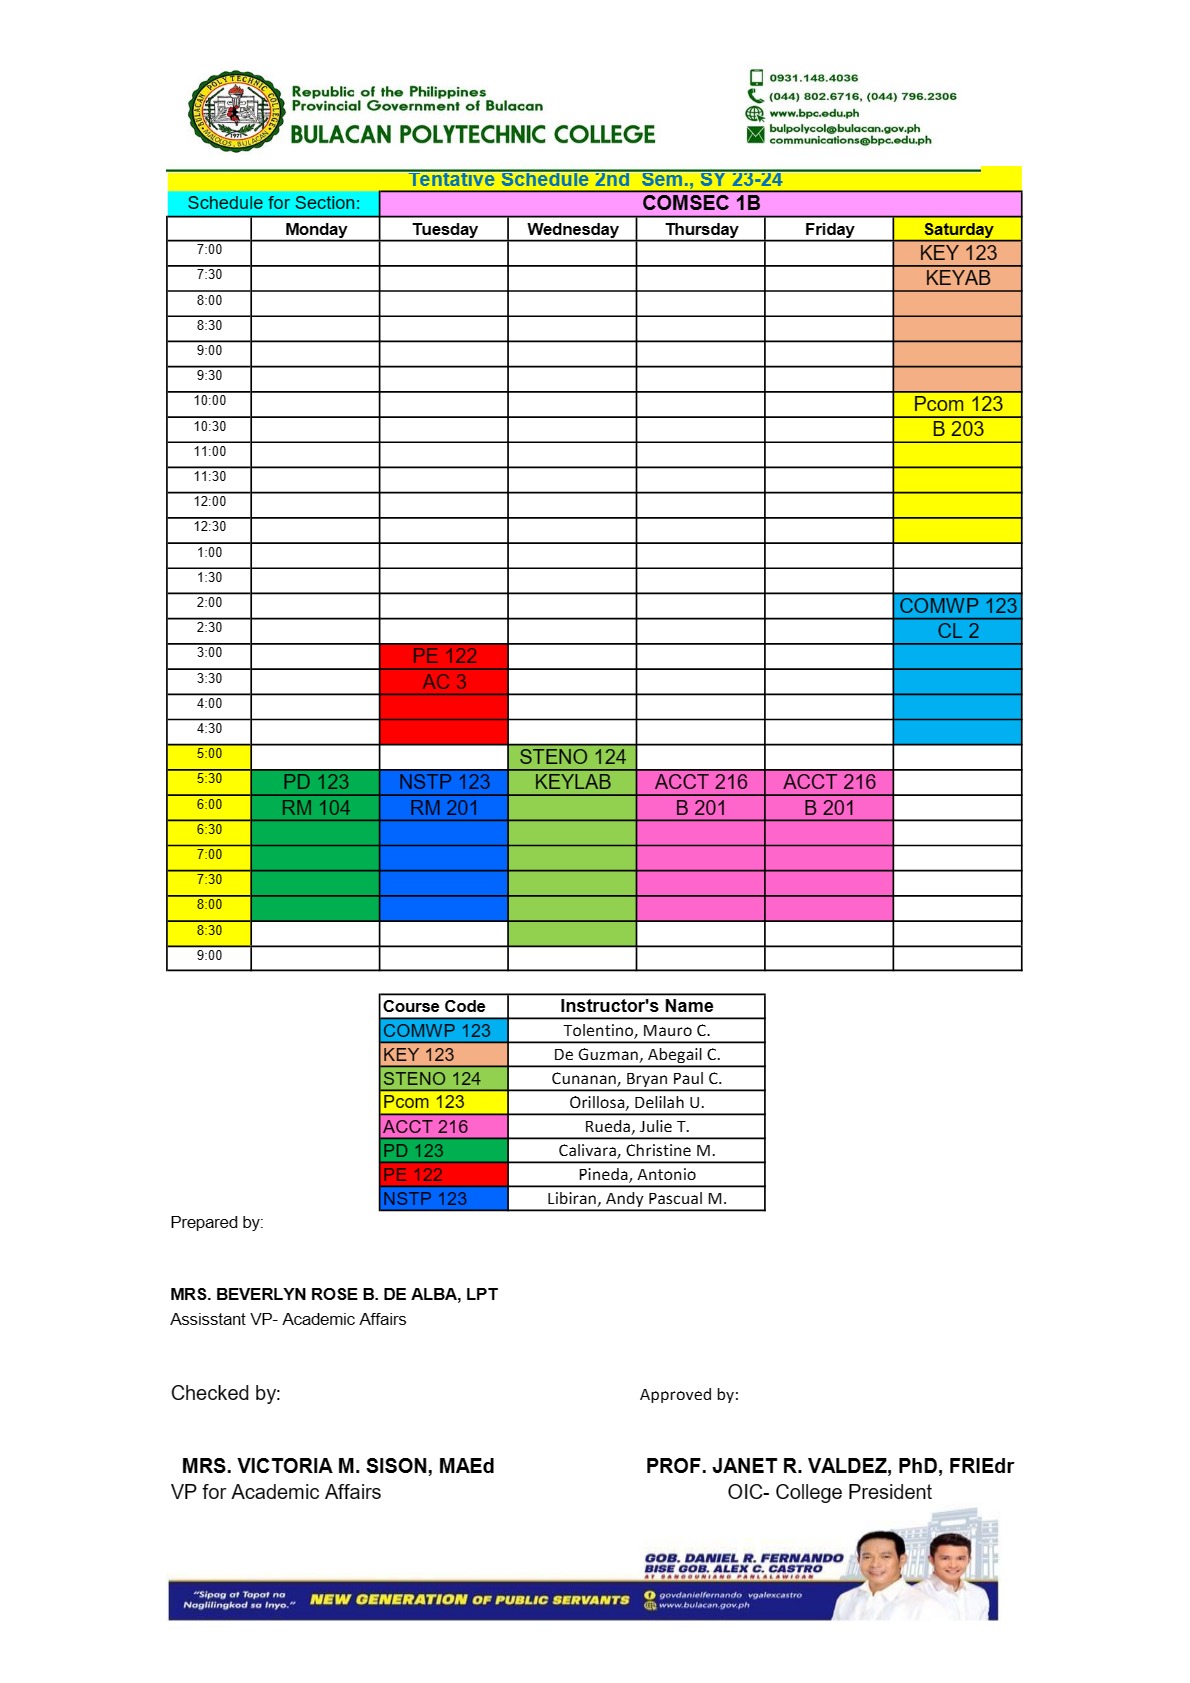 Republic of the Philippines
Provincial Government of Bulacan
BULACAN POLYTECHNIC COLLEGE
BULACAN POLYTECHNIC COLLEGE
1971
0931.148.4036
(044) 802.6716, (044) 796.2306
www.bpc.edu.ph
bulpolycol@bulacan.gov.ph
communications@bpc.edu.ph
Tentative Schedule 2nd Sem., SY 23-24
Schedule for Section: COMSEC 1B
Monday Tuesday Wednesday Thursday Friday Saturday
7:00 KEY 123
7:30 KEYAB
8:00
8:30
9:00
9:30
10:00 Pcom 123
10:30 B 203
11:00
11:30
12:00
12:30
1:00
1:30
2:00 COMWP 123
2:30 CL 2
3:00 PE 122
3:30 AC 3
4:00
4:30
5:00 STENO 124
5:30 PD 123 NSTP 123 KEYLAB ACCT 216 ACCT 216
6:00 RM 104 RM 201 B 201 B 201
6:30
7:00
7:30
8:00
8:30
9:00
Course Code Instructor's Name
COMWP 123 Tolentino, Mauro C.
KEY 123 De Guzman, Abegail C.
STENO 124 Cunanan, Bryan Paul C.
Pcom 123 Orillosa, Delilah U.
ACCT 216 Rueda, Julie T.
PD 123 Calivara, Christine M.
PE 122 Pineda, Antonio
NSTP 123 Libiran, Andy Pascual M.
Prepared by:
MRS. BEVERLYN ROSE B. DE ALBA, LPT
Assisstant VP- Academic Affairs
Checked by: Approved by:
MRS. VICTORIA M. SISON, MAEd PROF. JANET R. VALDEZ, PhD, FRIEdr
VP for Academic Affairs OIC- College President
GOB. DANIEL R. FERNANDO
BISE GOB. ALEX C. CASTRO
AT SANGGUNIANG PANLALAWIGAN
"Sipag at Tapat na
Naglilingkod sa Inyo."
NEW GENERATION OF PUBLIC SERVANTS
govdanielfernando vgalexcastro
www.bulacan.gov.ph